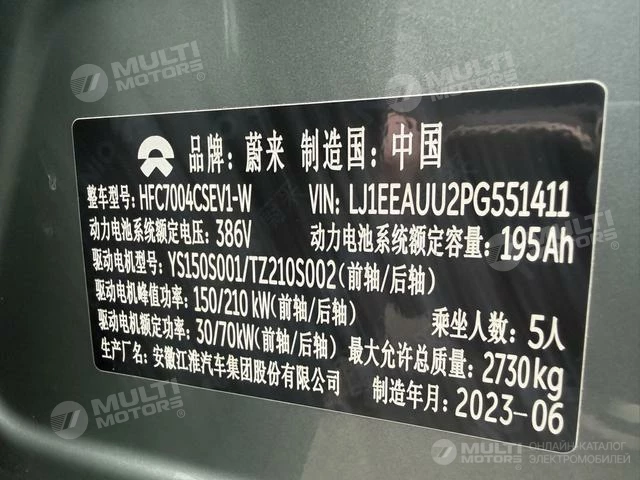 MULTI
MOTORS
MULTI
MOTORS
品牌: 蔚来 制造国: 中国
整车型号: HFC7004CSEV1-W VIN: LJ1EEAUU2PG551411
动力电池系统额定电压: 386V 动力电池系统额定容量: 195Ah
驱动电机型号: YS150S001/TZ210S002(前轴/后轴)
驱动电机峰值功率: 150/210kW(前轴/后轴)
驱动电机额定功率: 30/70kW(前轴/后轴) 乘坐人数: 5人
生产厂名: 安徽江淮汽车集团股份有限公司 最大允许总质量: 2730kg
制造年月: 2023-06
MULTI
MOTORS
MULTI
MOTORS
ОНЛАЙН-КАТАЛОГ
ЭЛЕКТРОМОБИЛЕЙ